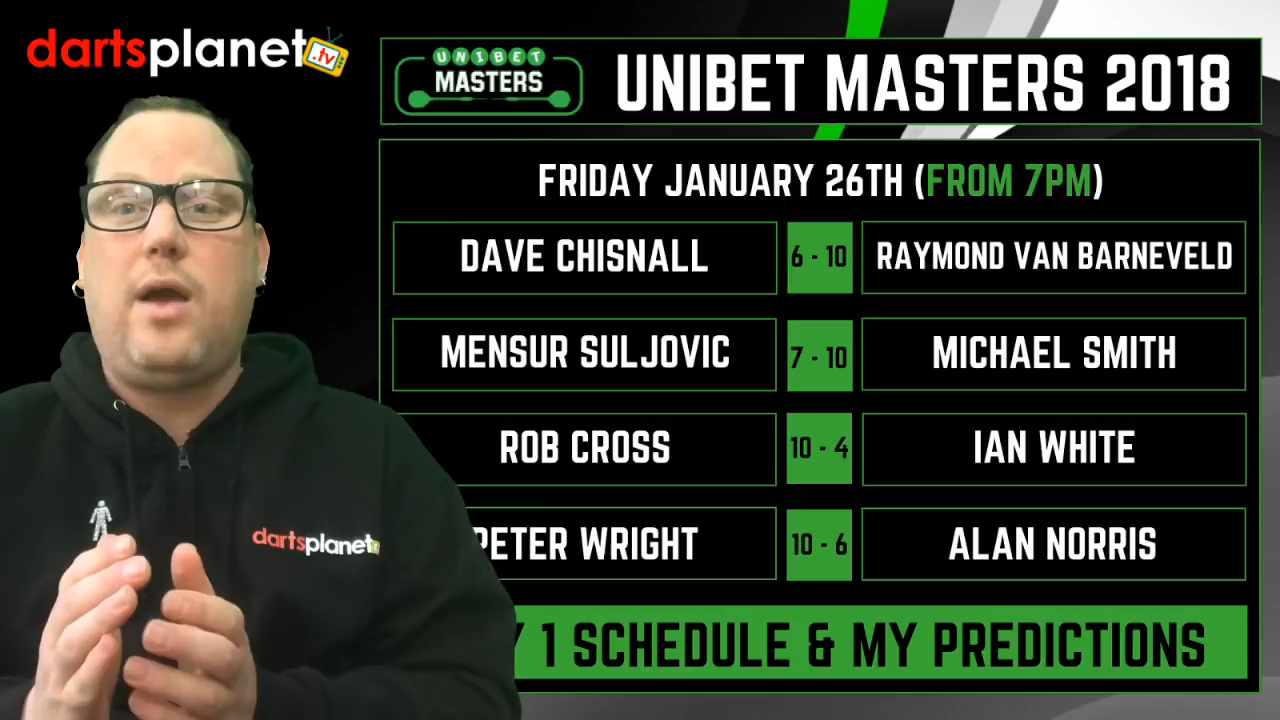 dartsplanet.tv
UNIBET
MASTERS
UNIBET MASTERS 2018
FRIDAY JANUARY 26TH (FROM 7PM)
DAVE CHISNALL 6 - 10 RAYMOND VAN BARNEVELD
MENSUR SULJOVIC 7 - 10 MICHAEL SMITH
ROB CROSS 10 - 4 IAN WHITE
PETER WRIGHT 10 - 6 ALAN NORRIS
1 SCHEDULE & MY PREDICTIONS
dartsplanet